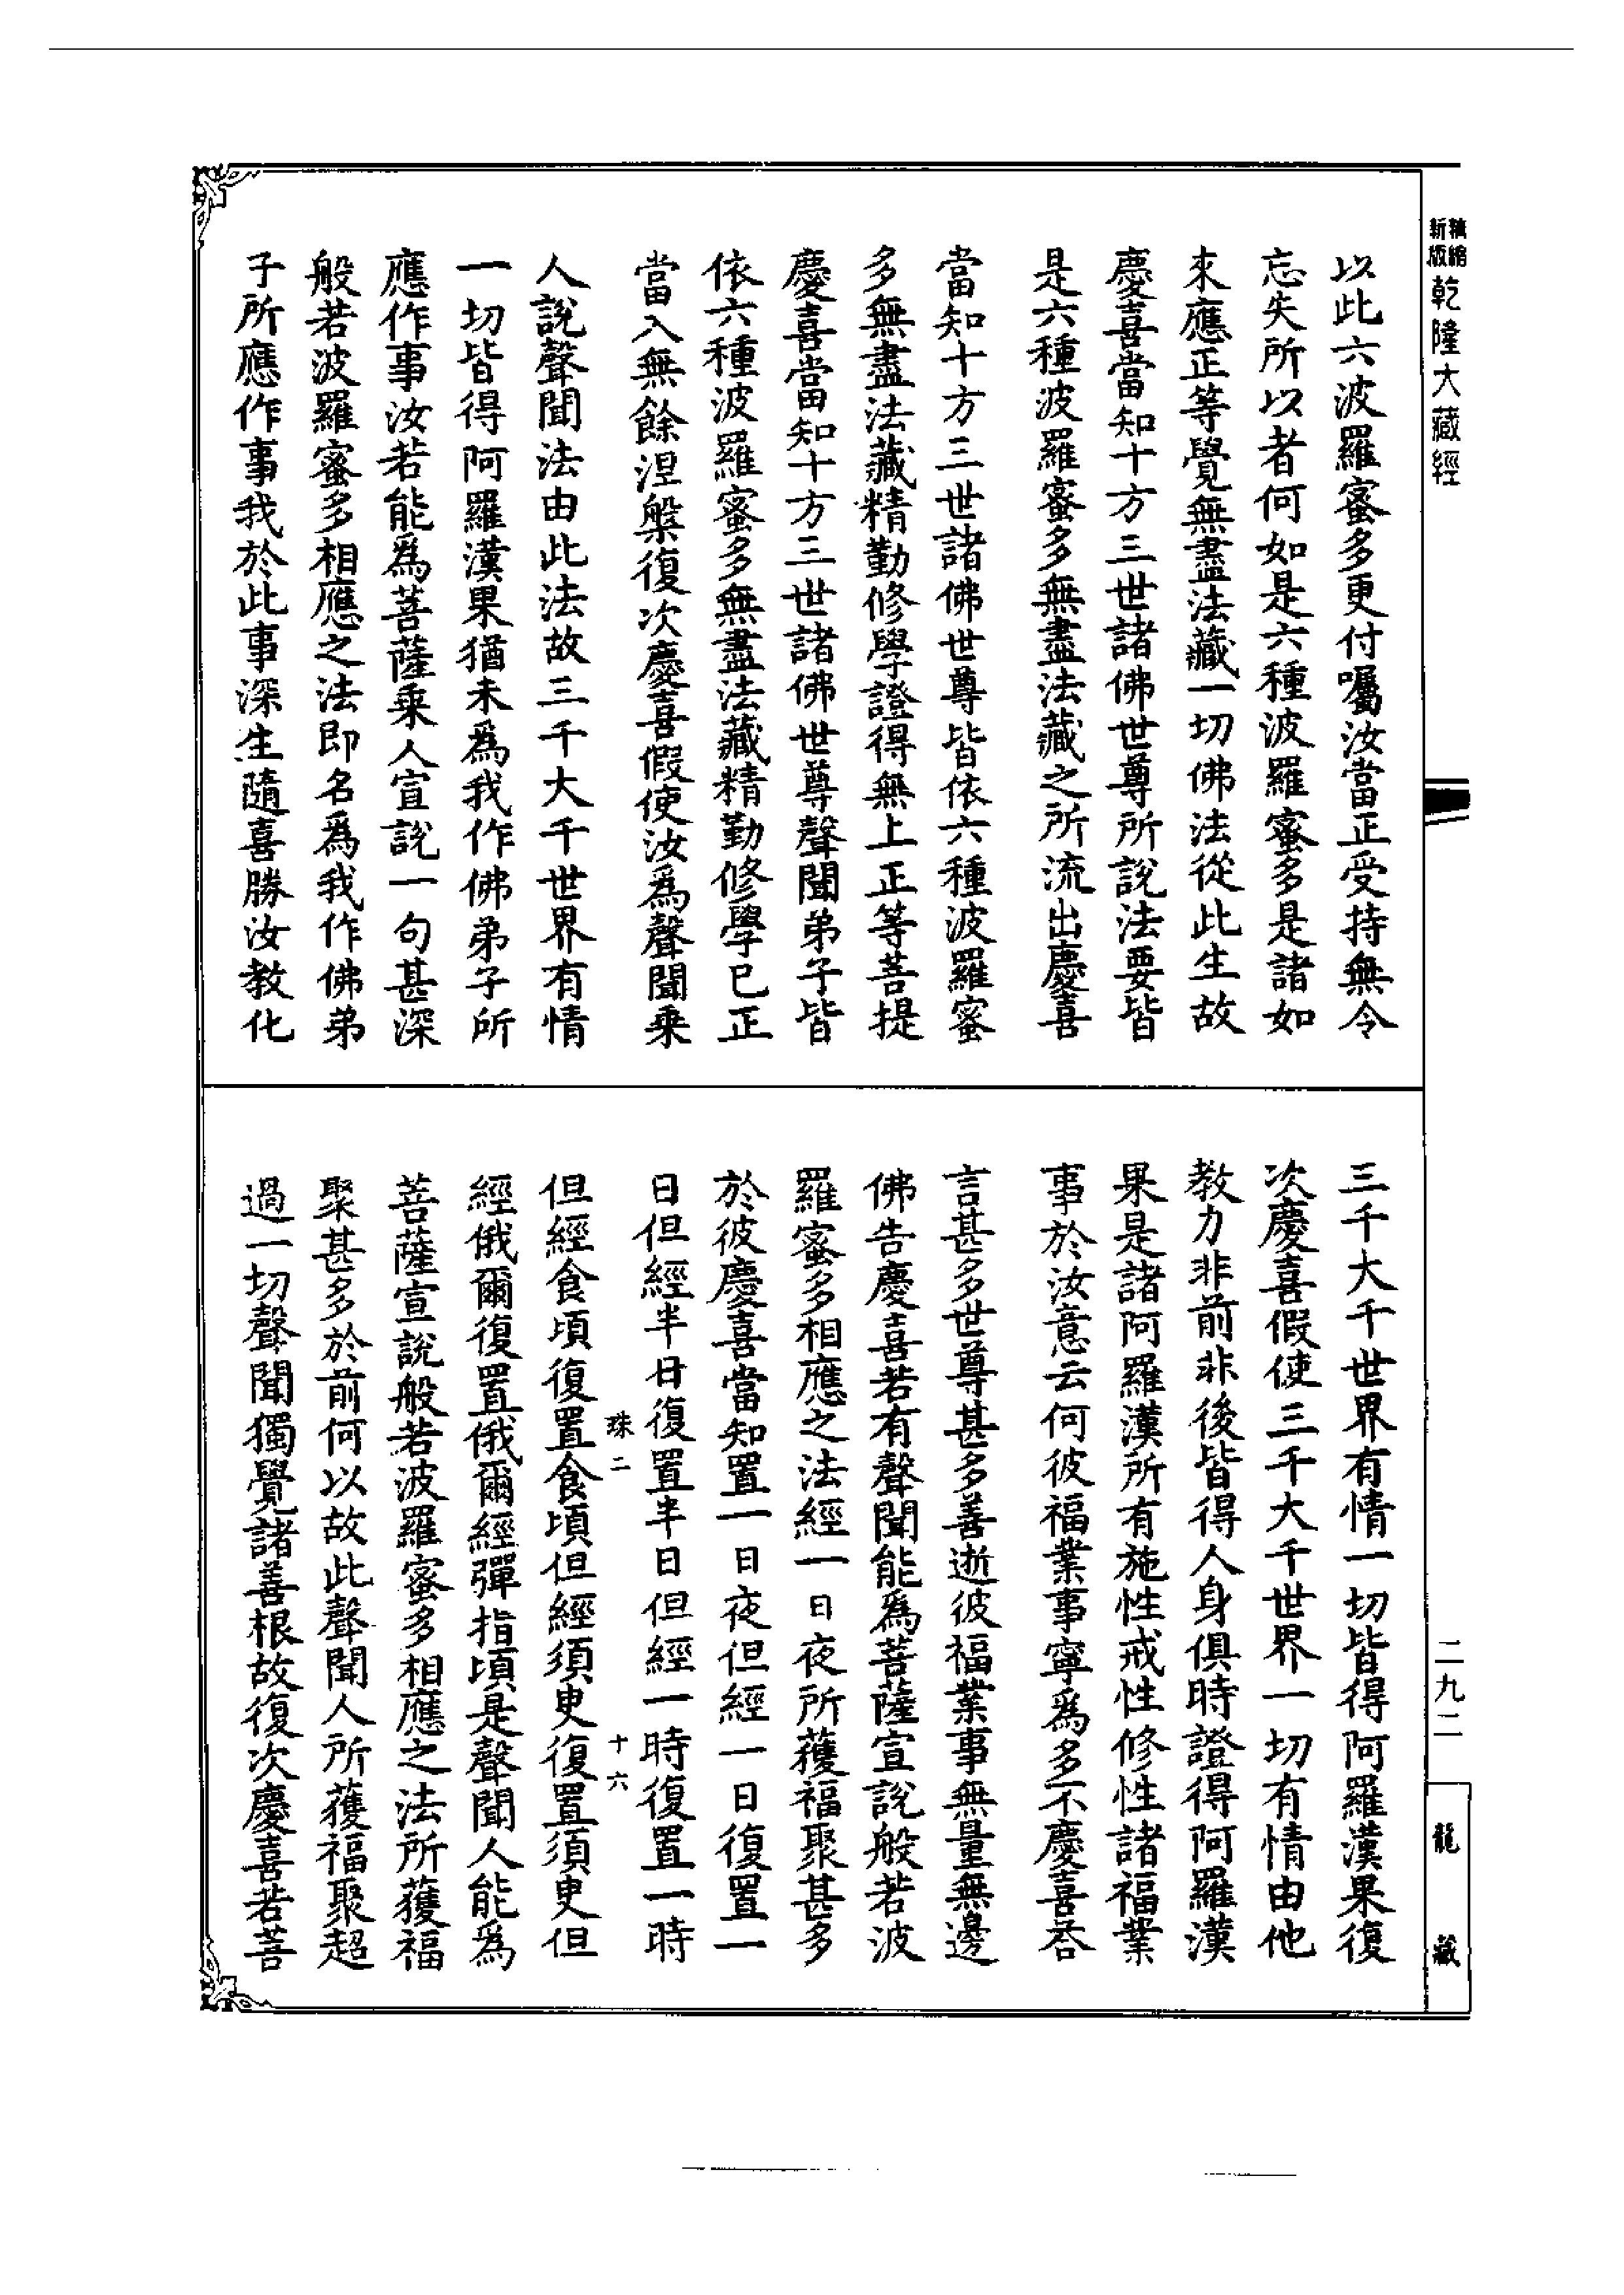 精縮新版乾隆大藏經
以此六波羅蜜多更付囑汝當正受持無令
忘失所以者何如是六種波羅蜜多是諸如
來應正等覺無盡法藏一切佛法從此生故
慶喜當知十方三世諸佛世尊所說法要皆
是六種波羅蜜多無盡法藏之所流出慶喜
當知十方三世諸佛世尊皆依六種波羅蜜
多無盡法藏精勤修學證得無上正等菩提
慶喜當知十方三世諸佛世尊聲聞弟子皆
依六種波羅蜜多無盡法藏精勤修學已正
當入無餘涅槃復次慶喜假使汝爲聲聞乘
人說聲聞法由此法故三千大千世界有情
一切皆得阿羅漢果猶未爲我作佛弟子所
應作事汝若能爲菩薩乘人宣說一句甚深
般若波羅蜜多相應之法即名爲我作佛弟
子所應作事我於此事深生隨喜勝汝教化
三千大千世界有情一切皆得阿羅漢果復
次慶喜假使三千大千世界一切有情由他
教力非前非後皆得人身俱時證得阿羅漢
果是諸阿羅漢所有施性戒性修性諸福業
事於汝意云何彼福業事寧爲多不慶喜荅
言甚多世尊甚多善逝彼福業事無量無邊
佛告慶喜若有聲聞能爲菩薩宣說般若波
羅蜜多相應之法經一日夜所獲福聚甚多
於彼慶喜當知置一日夜但經一日復置一
日但經半日復置半日但經一時復置一時
珠二 十六
但經食頃復置食頃但經須臾復置須臾但
經俄爾復置俄爾經彈指頃是聲聞人能爲
菩薩宣說般若波羅蜜多相應之法所獲福
聚甚多於前何以故此聲聞人所獲福聚超
過一切聲聞獨覺諸善根故復次慶喜若菩
二九二
龍藏